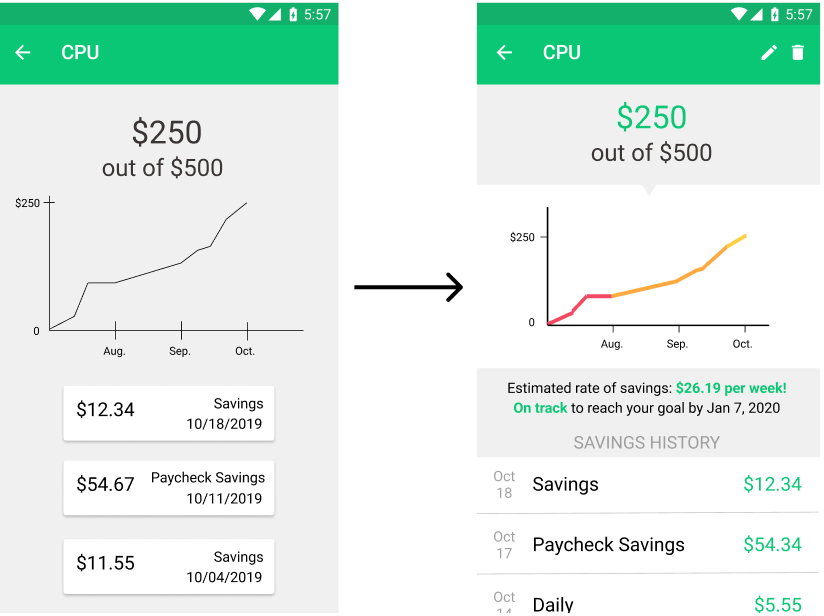 5:57
CPU
$250
out of $500
$250
0
Aug. Sep. Oct.
$12.34 Savings
10/18/2019
$54.67 Paycheck Savings
10/11/2019
$11.55 Savings
10/04/2019
5:57
CPU
$250
out of $500
$250
0
Aug. Sep. Oct.
Estimated rate of savings: $26.19 per week!
On track to reach your goal by Jan 7, 2020
SAVINGS HISTORY
Oct
18 Savings $12.34
Oct
17 Paycheck Savings $54.34
Oct
14 Daily $5.55